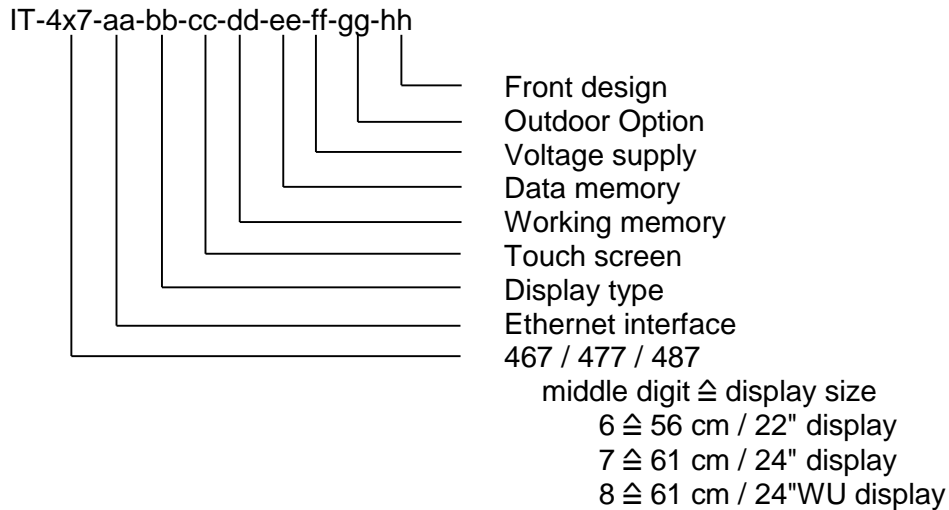 IT-4x7-aa-bb-cc-dd-ee-ff-gg-hh
Front design
Outdoor Option
Voltage supply
Data memory
Working memory
Touch screen
Display type
Ethernet interface
467 / 477 / 487
middle digit ≙ display size
6 ≙ 56 cm / 22" display
7 ≙ 61 cm / 24" display
8 ≙ 61 cm / 24"WU display